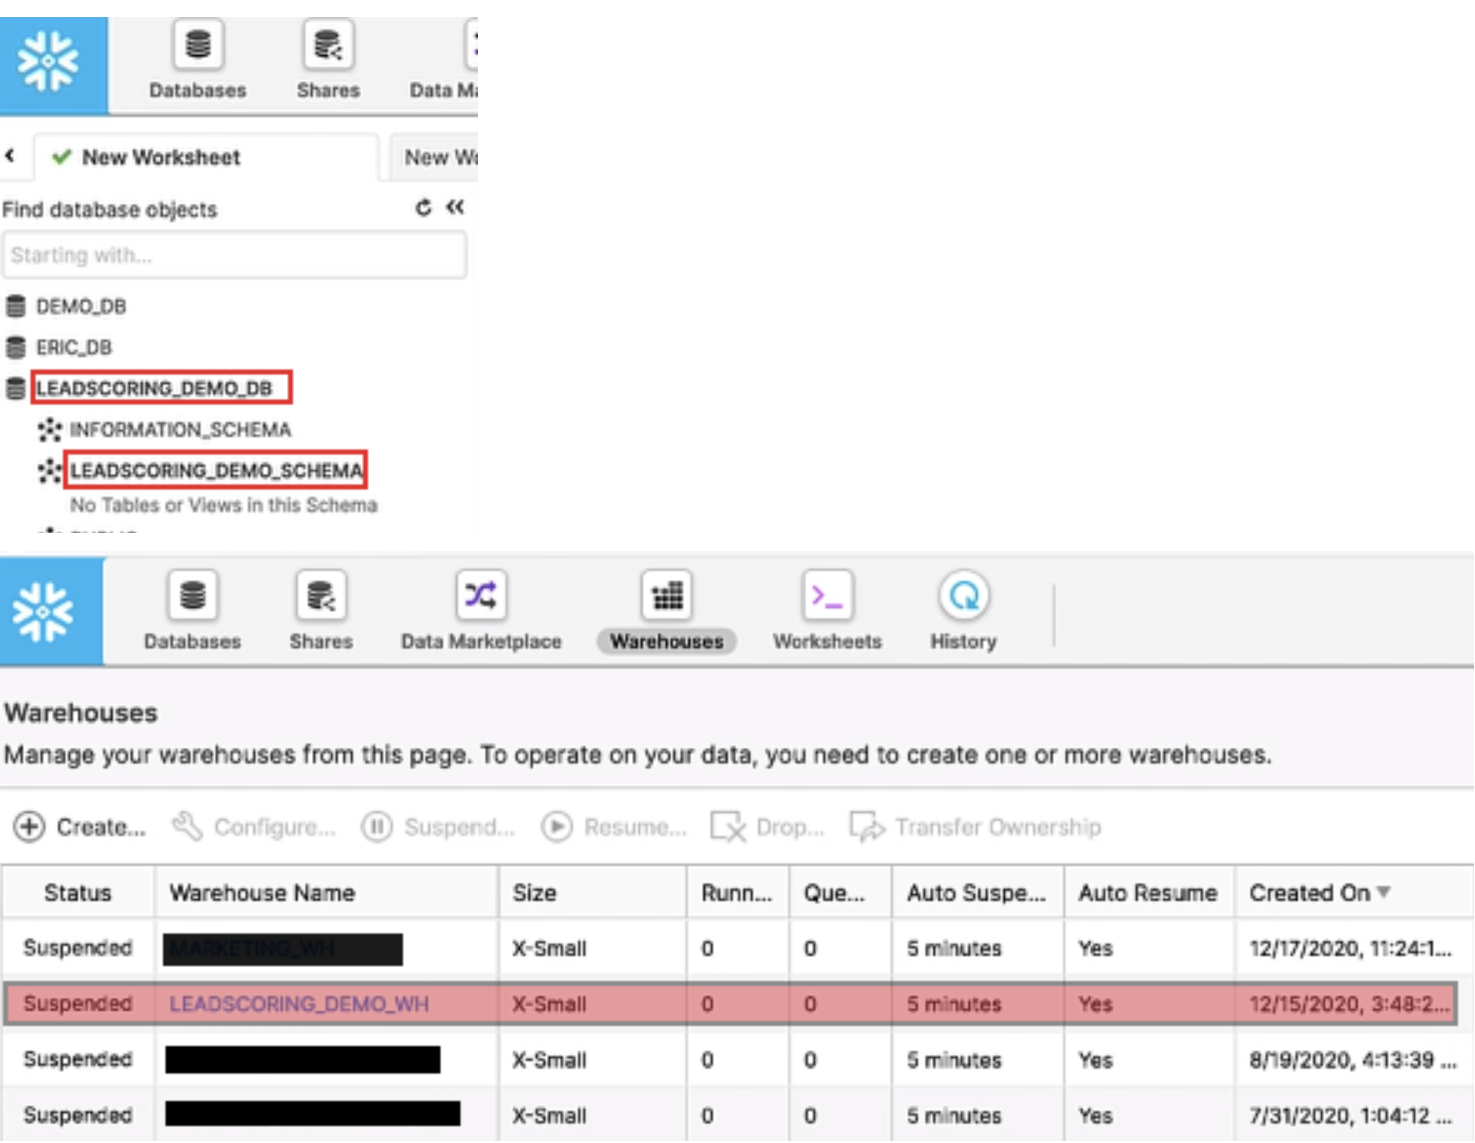 Databases Shares Data Ma
New Worksheet New Wo
Find database objects
Starting with...
DEMO_DB
ERIC_DB
LEADSCORING_DEMO_DB
INFORMATION_SCHEMA
LEADSCORING_DEMO_SCHEMA
No Tables or Views in this Schema
Databases Shares Data Marketplace Warehouses Worksheets History
Warehouses
Manage your warehouses from this page. To operate on your data, you need to create one or more warehouses.
Create... Configure... Suspend... Resume... Drop... Transfer Ownership
Status Warehouse Name Size Runn... Que... Auto Suspe... Auto Resume Created On
Suspended X-Small 0 0 5 minutes Yes 12/17/2020, 11:24:1...
Suspended LEADSCORING_DEMO_WH X-Small 0 0 5 minutes Yes 12/15/2020, 3:48:2...
Suspended X-Small 0 0 5 minutes Yes 8/19/2020, 4:13:39 ...
Suspended X-Small 0 0 5 minutes Yes 7/31/2020, 1:04:12 ...